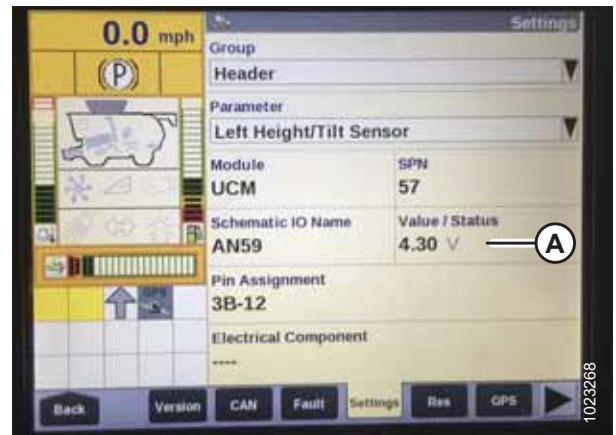 0.0 mph
(P)
Settings
Group
Header
Parameter
Left Height/Tilt Sensor
Module
UCM
SPN
57
Schematic IO Name
AN59
Value / Status
4.30 V
A
Pin Assignment
3B-12
Electrical Component
----
Back
Version
CAN
Fault
Settings
Res
GPS
1023268